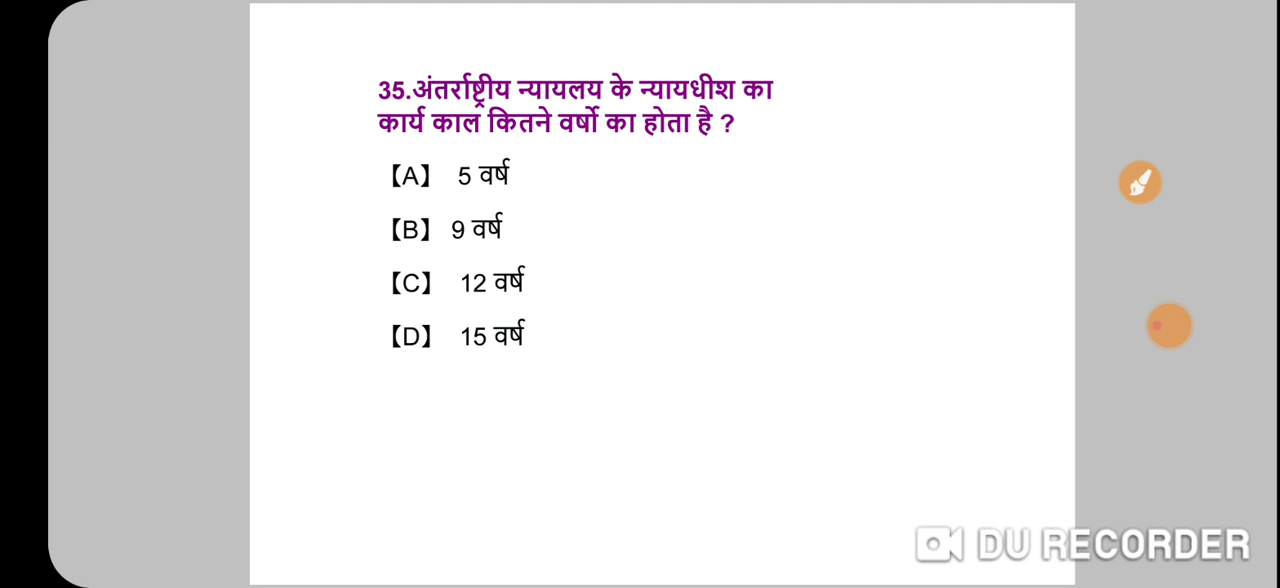 35.अंतर्राष्ट्रीय न्यायलय के न्यायधीश का
कार्य काल कितने वर्षो का होता है ?
【A】 5 वर्ष
【B】 9 वर्ष
【C】 12 वर्ष
【D】 15 वर्ष
DU RECORDER